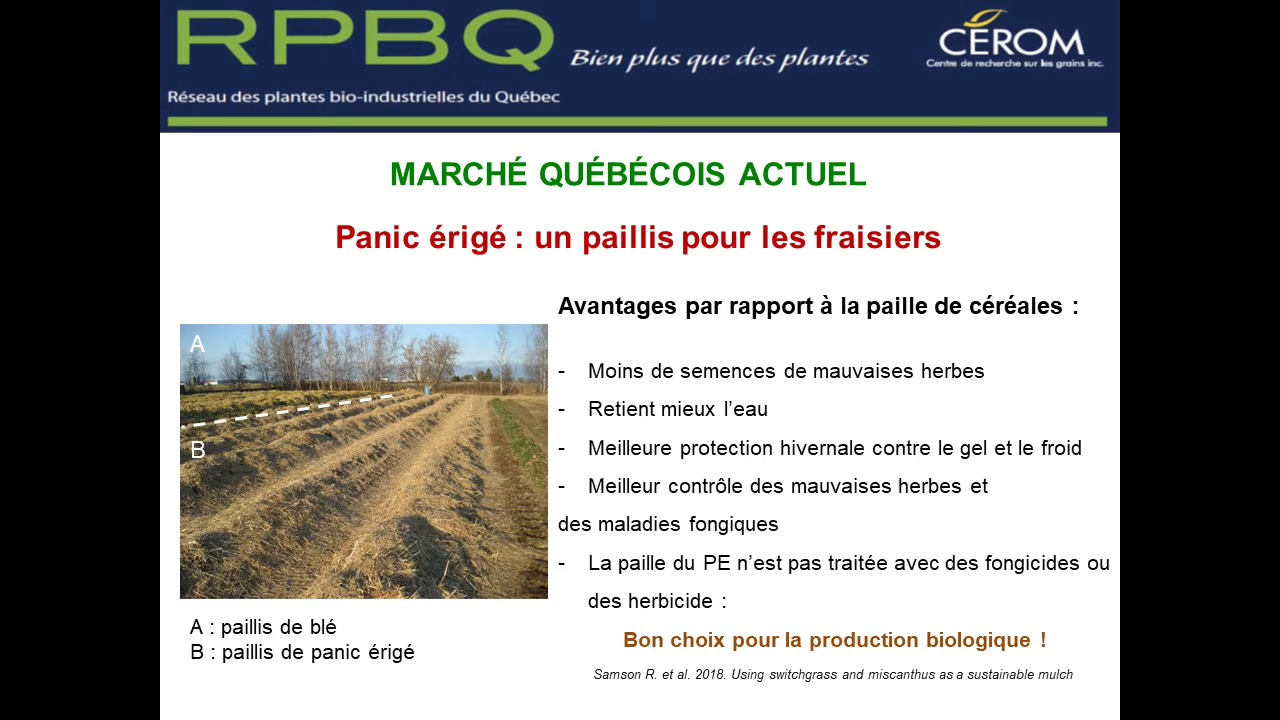 RPBQ
Bien plus que des plantes
CÉROM
Centre de recherche sur les grains inc.
Réseau des plantes bio-industrielles du Québec
MARCHÉ QUÉBÉCOIS ACTUEL
Panic érigé : un paillis pour les fraisiers
Avantages par rapport à la paille de céréales :
A
B
A : paillis de blé
B : paillis de panic érigé
- Moins de semences de mauvaises herbes
- Retient mieux l’eau
- Meilleure protection hivernale contre le gel et le froid
- Meilleur contrôle des mauvaises herbes et
des maladies fongiques
- La paille du PE n’est pas traitée avec des fongicides ou
des herbicide :
Bon choix pour la production biologique !
Samson R. et al. 2018. Using switchgrass and miscanthus as a sustainable mulch